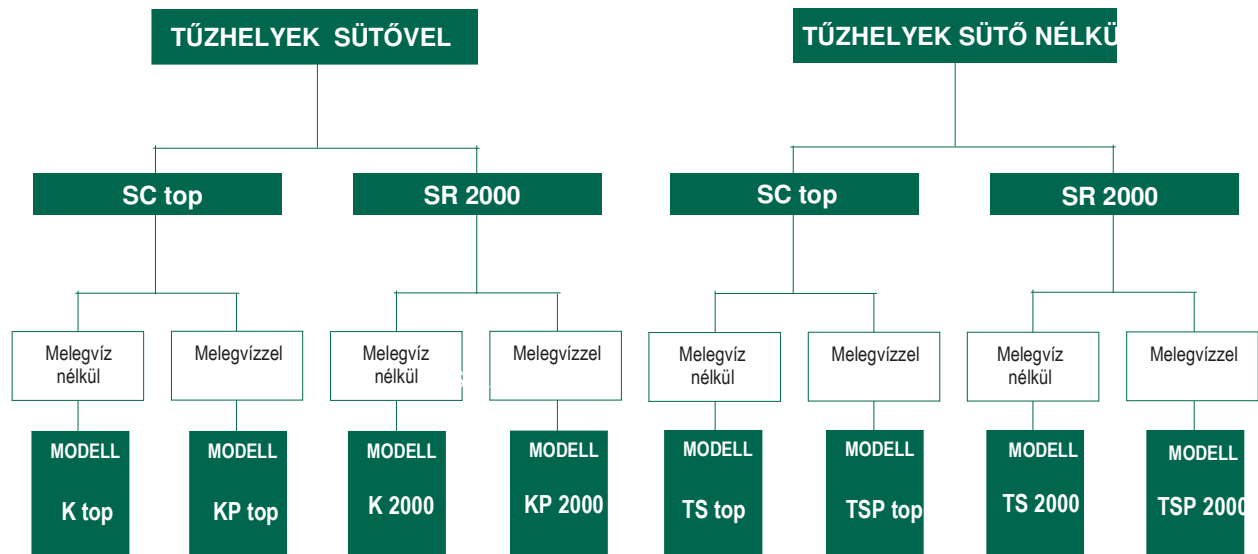 TŰZHELYEK SÜTŐVEL
TŰZHELYEK SÜTŐ NÉLKÜ
SC top
SR 2000
SC top
SR 2000
Melegvíz
nélkül
Melegvízzel
Melegvíz
nélkül
Melegvízzel
Melegvíz
nélkül
Melegvízzel
Melegvíz
nélkül
Melegvízzel
MODELL
K top
MODELL
KP top
MODELL
K 2000
MODELL
KP 2000
MODELL
TS top
MODELL
TSP top
MODELL
TS 2000
MODELL
TSP 2000